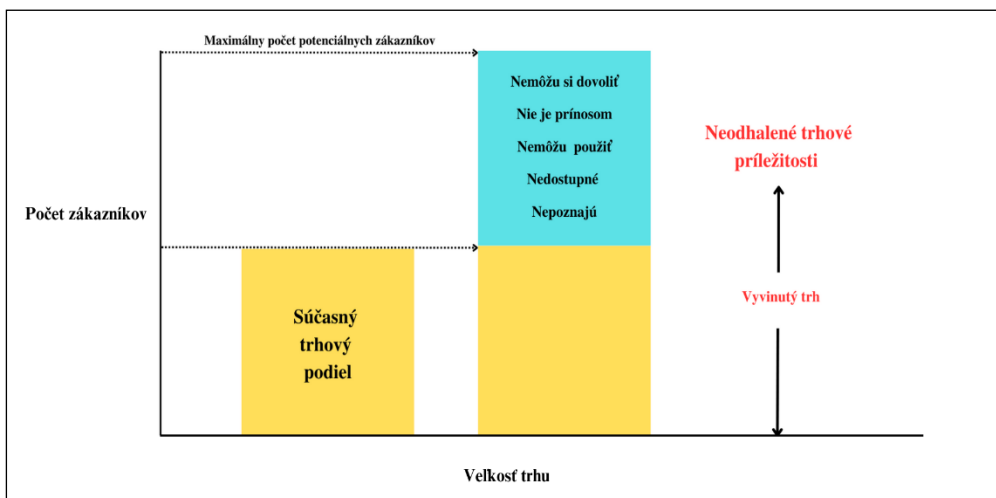 Maximálny počet potenciálnych zákazníkov
Nemôžu si dovoliť
Nie je prínosom
Nemôžu použiť
Nedostupné
Nepoznajú
Neodhalené trhové
príležitosti
Počet zákazníkov
Vyvinutý trh
Súčasný
trhový
podiel
Veľkosť trhu